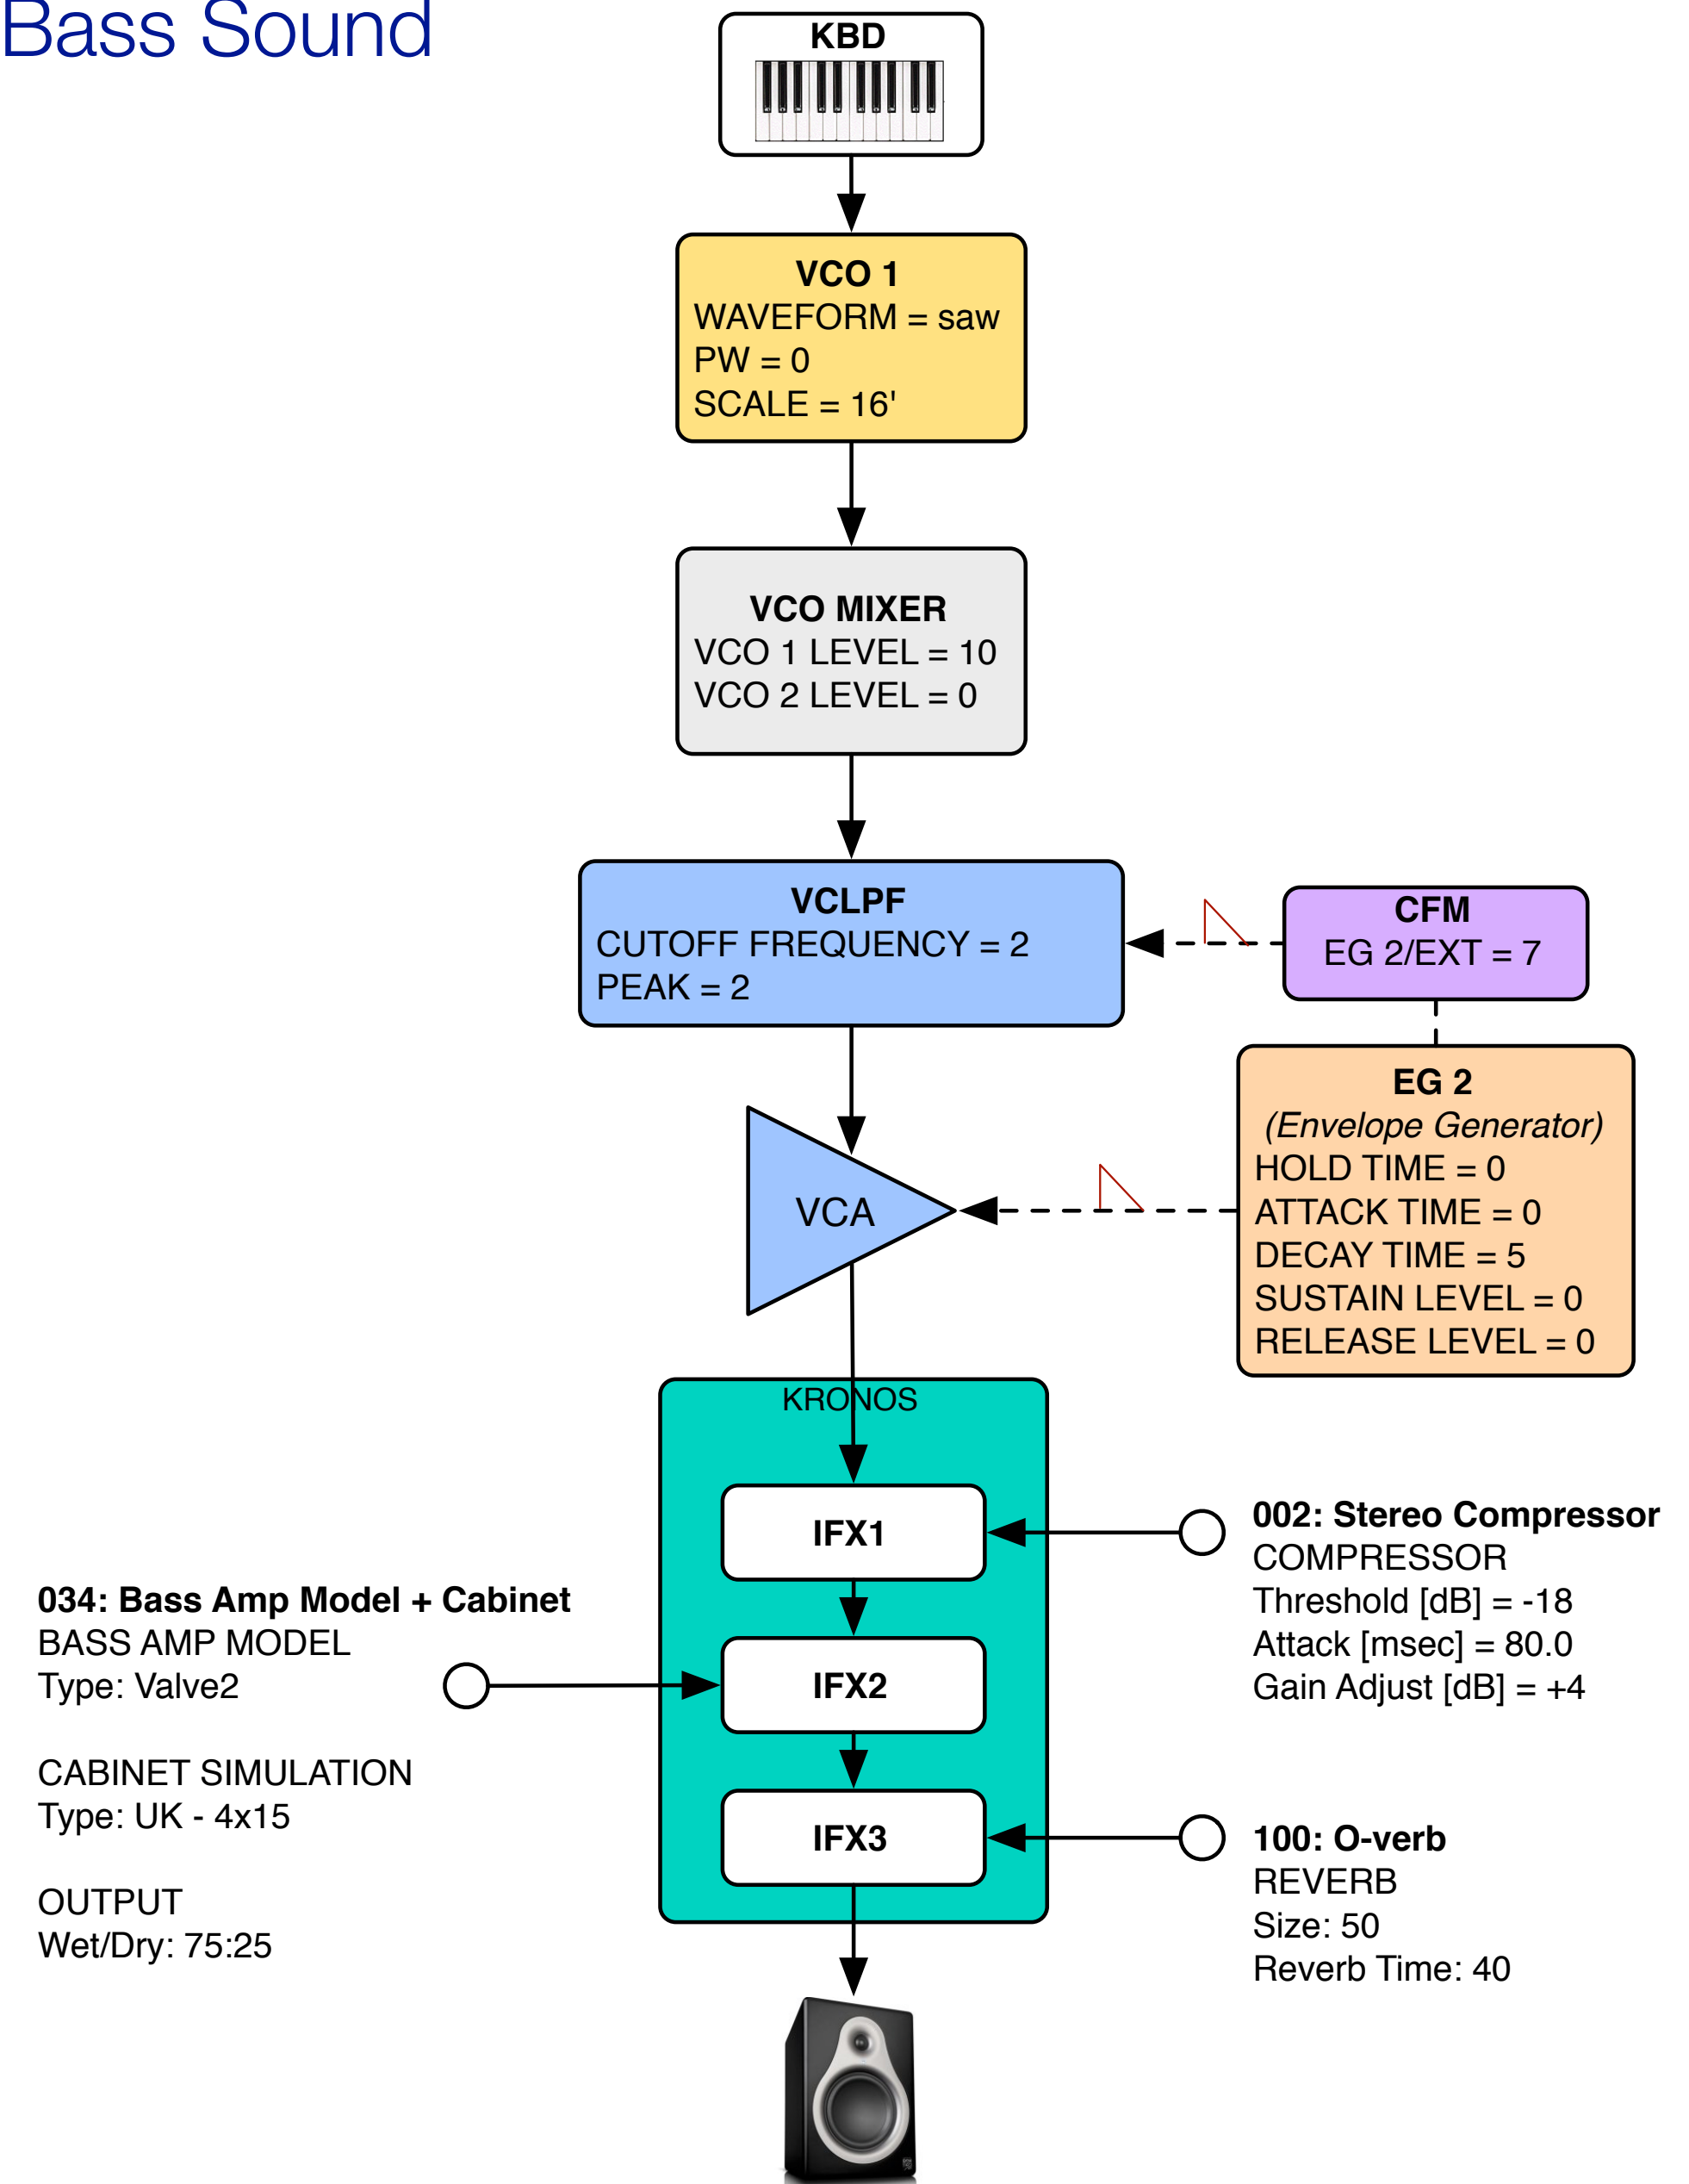 Bass Sound
KBD
VCO 1
WAVEFORM = saw
PW = 0
SCALE = 16'
VCO MIXER
VCO 1 LEVEL = 10
VCO 2 LEVEL = 0
VCLPF
CUTOFF FREQUENCY = 2
PEAK = 2
CFM
EG 2/EXT = 7
EG 2
(Envelope Generator)
HOLD TIME = 0
ATTACK TIME = 0
DECAY TIME = 5
SUSTAIN LEVEL = 0
RELEASE LEVEL = 0
VCA
KRONOS
IFX1
002: Stereo Compressor
COMPRESSOR
Threshold [dB] = -18
Attack [msec] = 80.0
Gain Adjust [dB] = +4
034: Bass Amp Model + Cabinet
BASS AMP MODEL
Type: Valve2
CABINET SIMULATION
Type: UK - 4x15
OUTPUT
Wet/Dry: 75:25
IFX2
IFX3
100: O-verb
REVERB
Size: 50
Reverb Time: 40